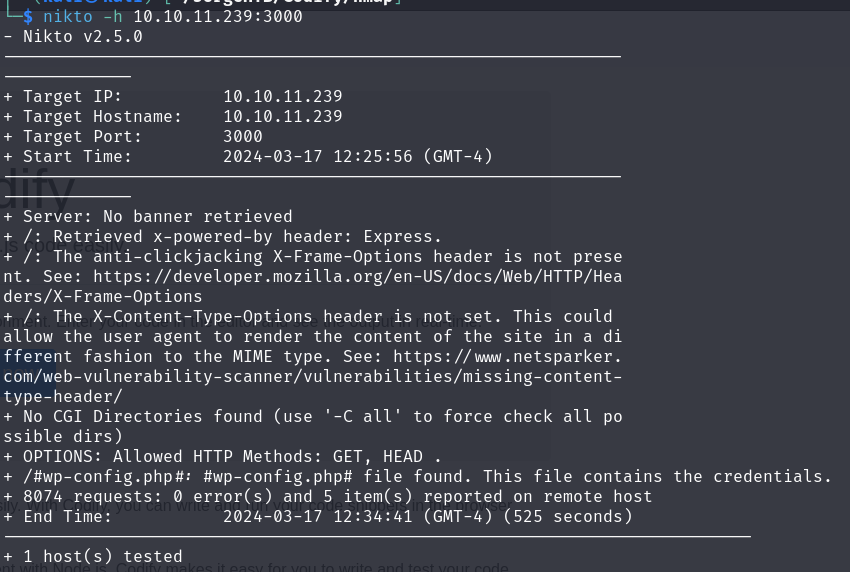 └─$ nikto -h 10.10.11.239:3000
- Nikto v2.5.0
+ Target IP: 10.10.11.239
+ Target Hostname: 10.10.11.239
+ Target Port: 3000
+ Start Time: 2024-03-17 12:25:56 (GMT-4)
+ Server: No banner retrieved
+ /: Retrieved x-powered-by header: Express.
+ /: The anti-clickjacking X-Frame-Options header is not prese
nt. See: https://developer.mozilla.org/en-US/docs/Web/HTTP/Hea
ders/X-Frame-Options
+ /: The X-Content-Type-Options header is not set. This could
allow the user agent to render the content of the site in a di
fferent fashion to the MIME type. See: https://www.netsparker.
com/web-vulnerability-scanner/vulnerabilities/missing-content-
type-header/
+ No CGI Directories found (use '-C all' to force check all po
ssible dirs)
+ OPTIONS: Allowed HTTP Methods: GET, HEAD .
+ /#wp-config.php#: #wp-config.php# file found. This file contains the credentials.
+ 8074 requests: 0 error(s) and 5 item(s) reported on remote host
+ End Time: 2024-03-17 12:34:41 (GMT-4) (525 seconds)
+ 1 host(s) tested